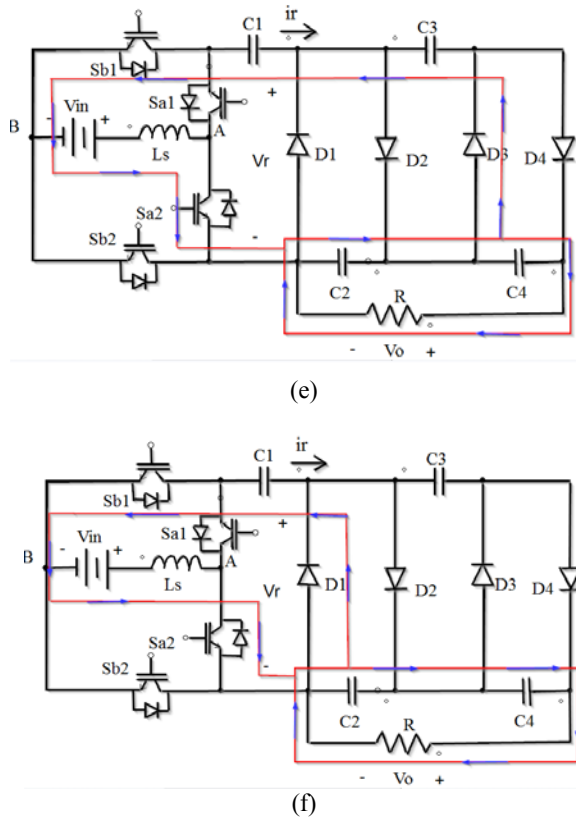 C1
ir
C3
Sb1
Vin
Sa1
+
B
-
+
A
Ls
Vr
D1
D2
D3
D4
Sa2
Sb2
-
C2
R
C4
- Vo +
(e)
C1
ir
C3
Sb1
Vin
Sa1
+
B
-
+
A
Ls
Vr
D1
D2
D3
D4
Sa2
Sb2
-
C2
R
C4
- Vo +
(f)